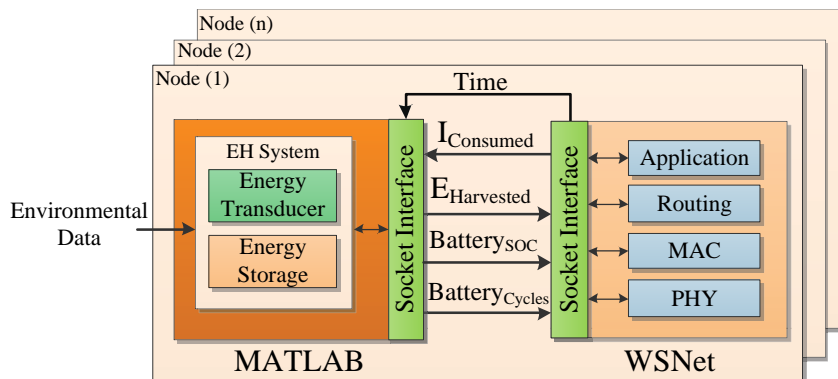 Node (n)
Node (2)
Node (1)
Time
EH System
Energy
Transducer
Energy
Storage
Environmental
Data
Socket Interface
I_Consumed
E_Harvested
Battery_SOC
Battery_Cycles
Socket Interface
Application
Routing
MAC
PHY
MATLAB
WSNet